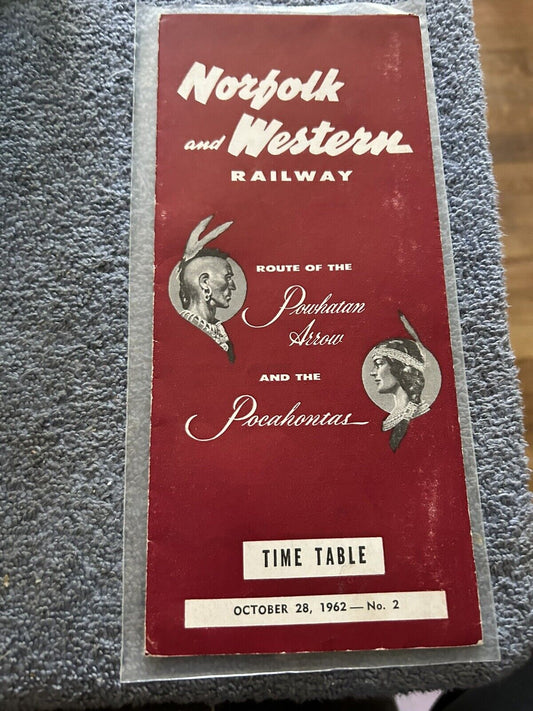 Norfolk
and Western
RAILWAY
ROUTE OF THE
Powhatan
Arrow
AND THE
Pocahontas
TIME TABLE
OCTOBER 28, 1962 — No. 2